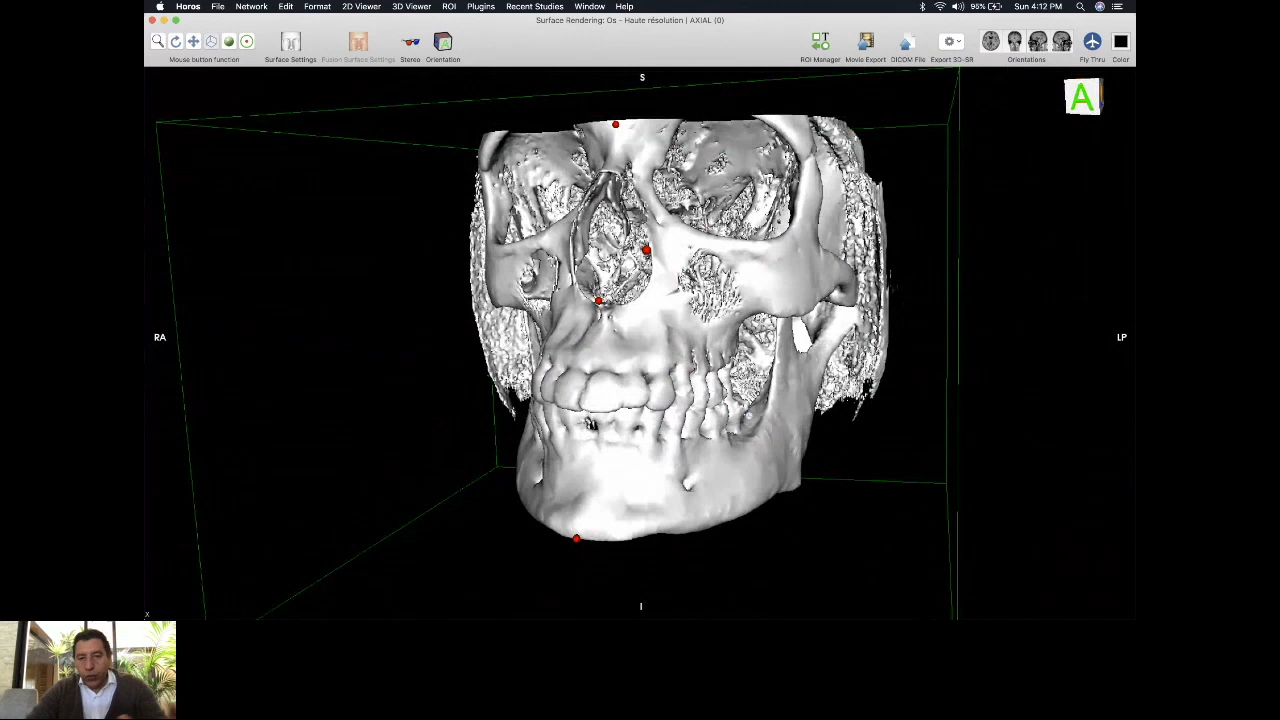 Horos File Network Edit Format 2D Viewer 3D Viewer ROI Plugins Recent Studies Window Help 95% Sun 4:12 PM
Surface Rendering: Os - Haute résolution | AXIAL (0)
Mouse button function Surface Settings Fusion Surface Settings Stereo Orientation ROI Manager Movie Export DICOM File Export 3D-SR Orientations Fly Thru Color
S
A
RA
LP
I
x